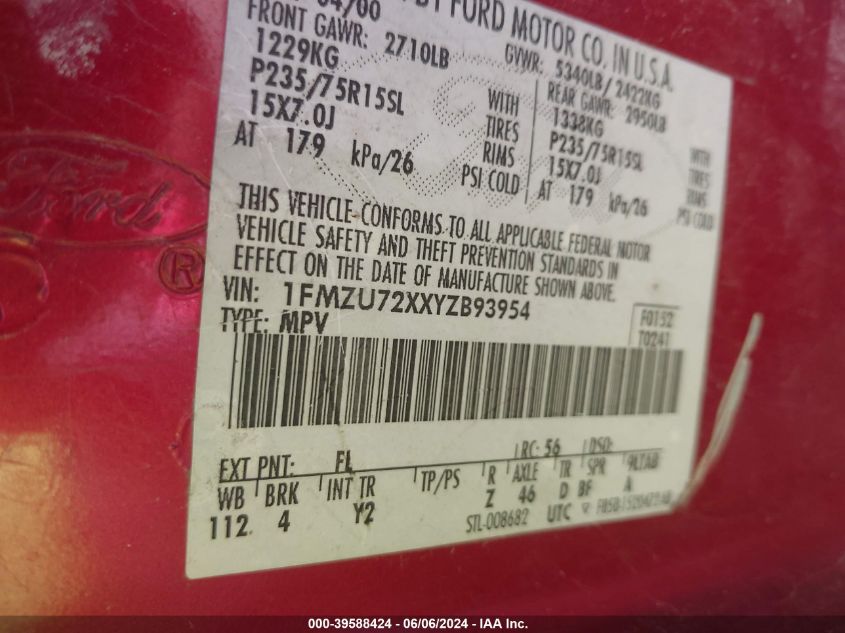 04/00
FORD MOTOR CO. IN U.S.A.
FRONT GAWR: 2710LB
1229KG
P235/75R15SL
15X7.0J
AT 179 kPa/26
WITH
TIRES
RIMS
PSI COLD
GVWR: 5340LB/2422KG
REAR GAWR: 2950LB
1338KG
P235/75R15SL
15X7.0J
AT 179 kPa/26
WITH
TIRES
RIMS
PSI COLD
THIS VEHICLE CONFORMS TO ALL APPLICABLE FEDERAL MOTOR
VEHICLE SAFETY AND THEFT PREVENTION STANDARDS IN
EFFECT ON THE DATE OF MANUFACTURE SHOWN ABOVE.
VIN: 1FMZU72XXYZB93954
TYPE: MPV
F0152
T0241
EXT PNT: FL RC: 56 DSO:
WB BRK INT TR TP/PS R AXLE TR SPR
112 4 Y2 Z 46 D BF A
STL-008682 UTC
Ford
®
000-39588424 - 06/06/2024 - IAA Inc.